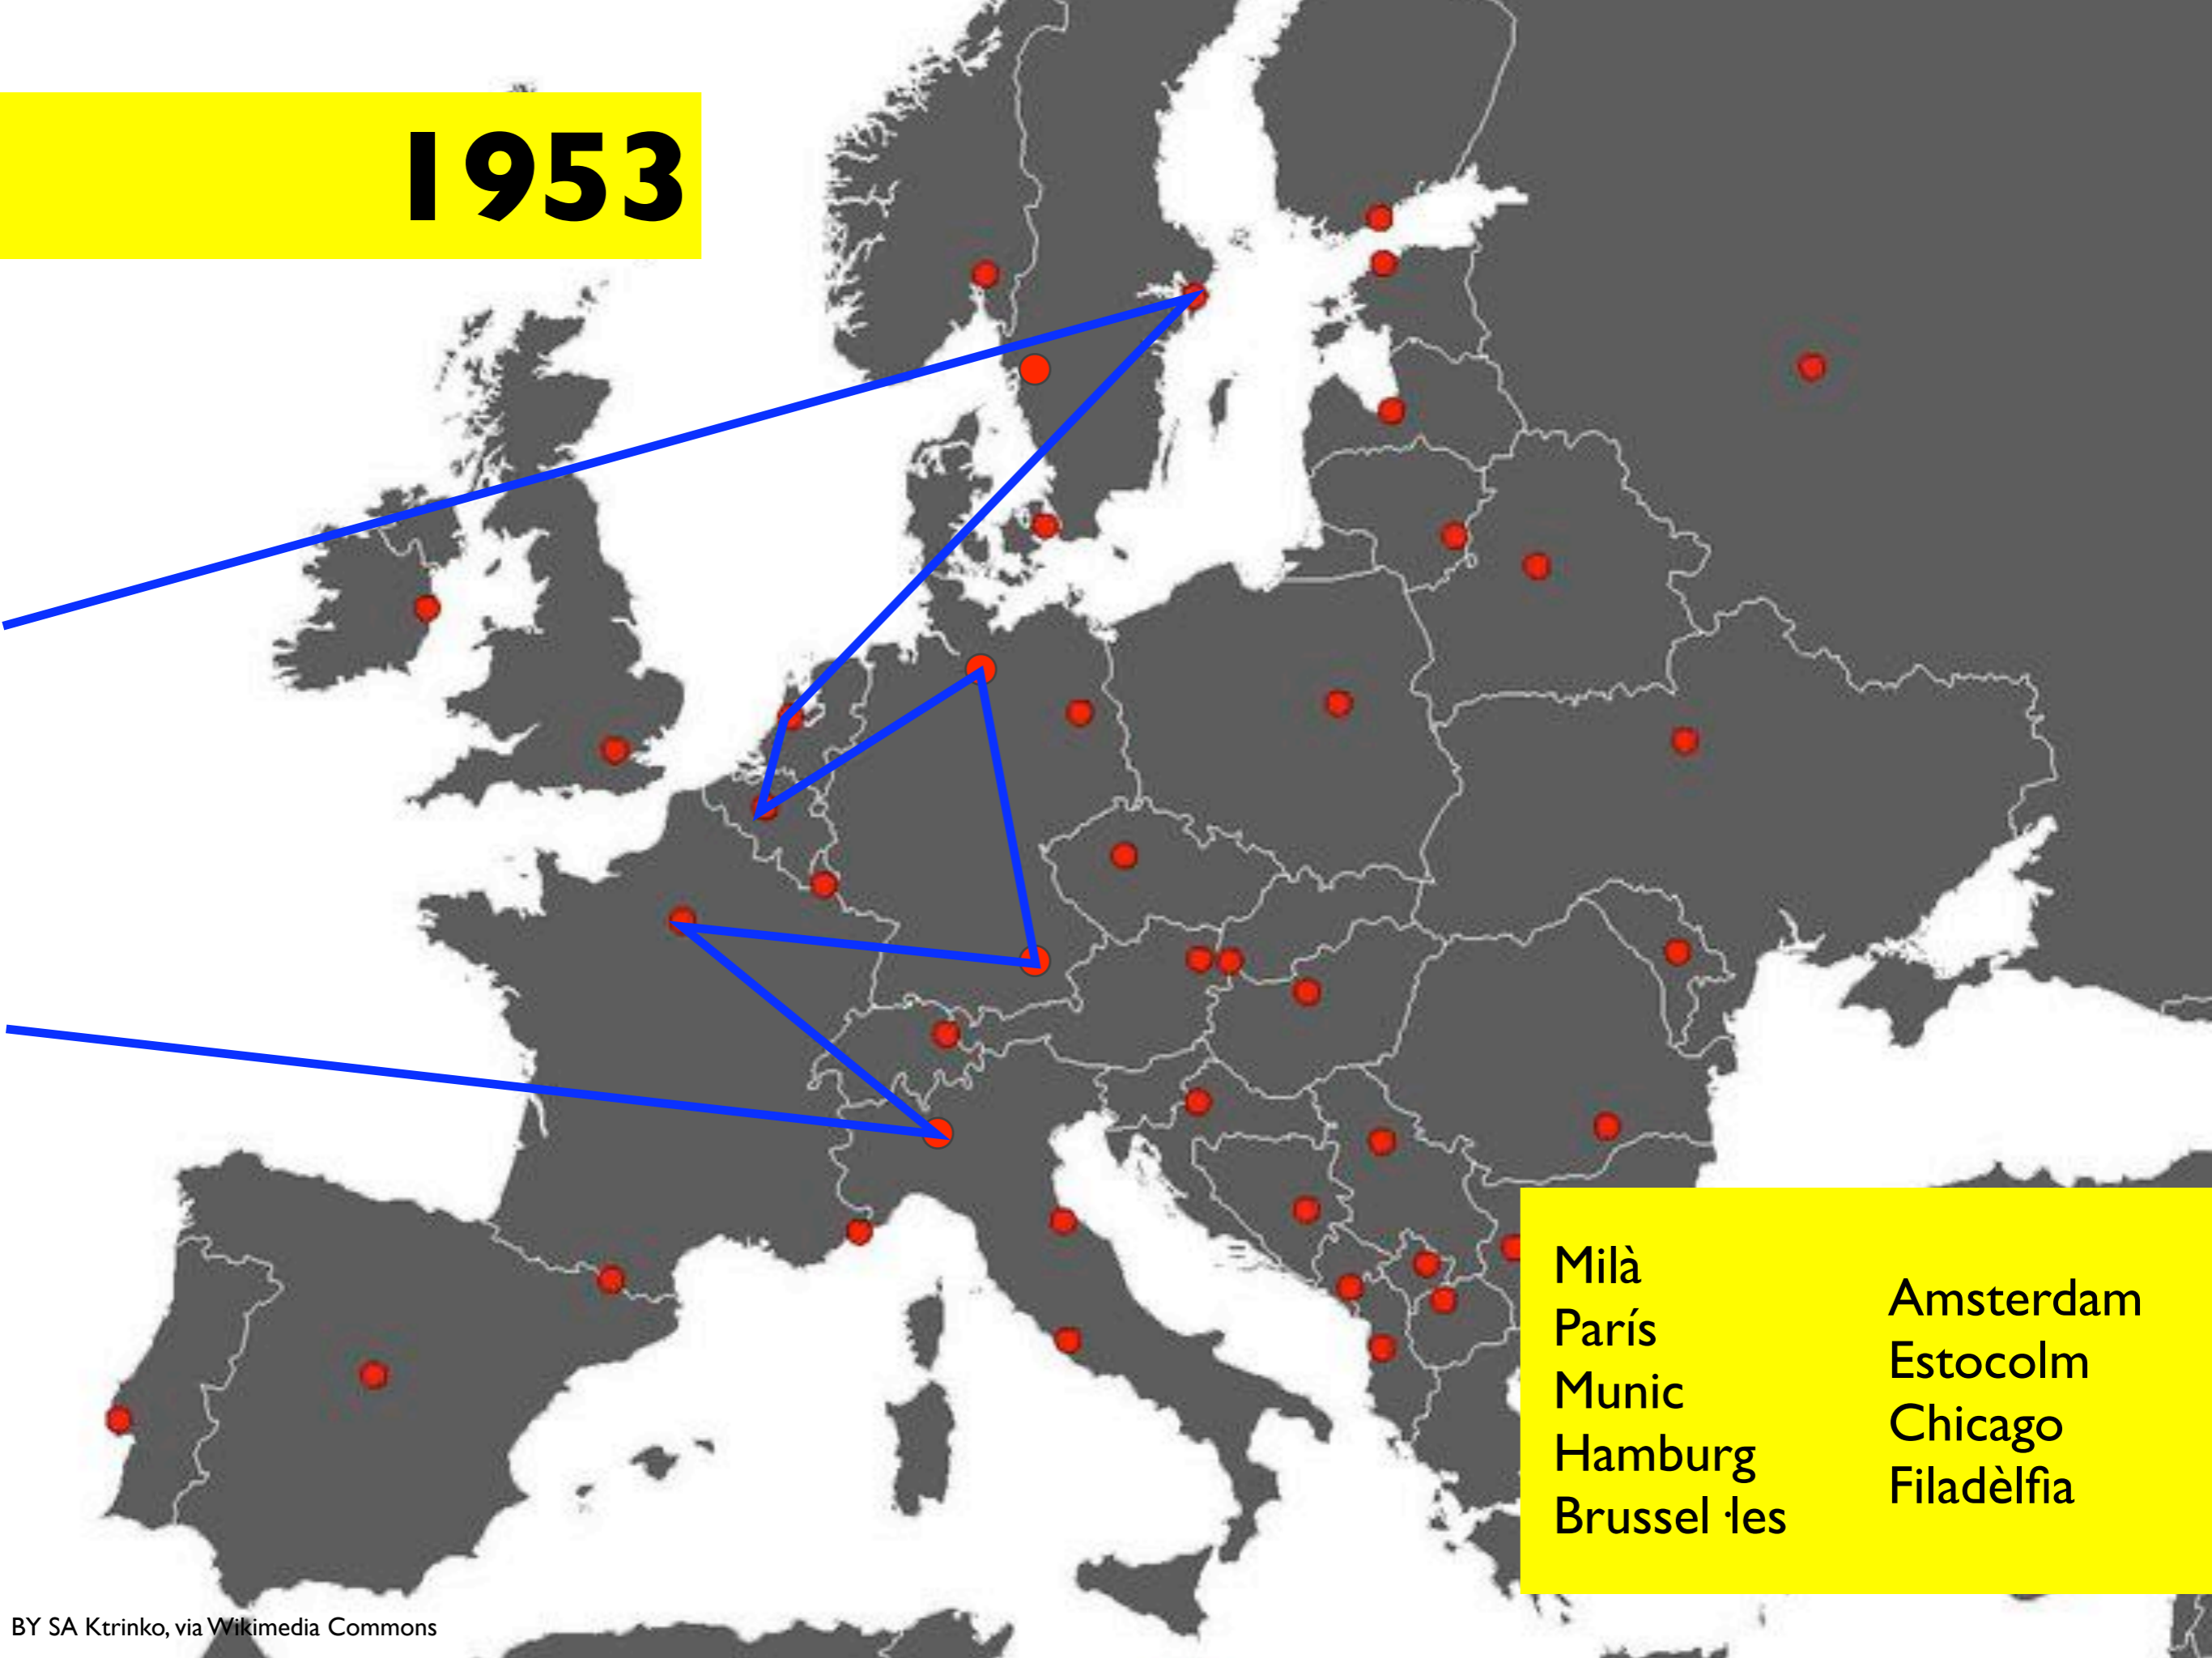 1953
Milà
París
Munic
Hamburg
Brussel·les
Amsterdam
Estocolm
Chicago
Filadèlfia
BY SA Ktrinko, via Wikimedia Commons